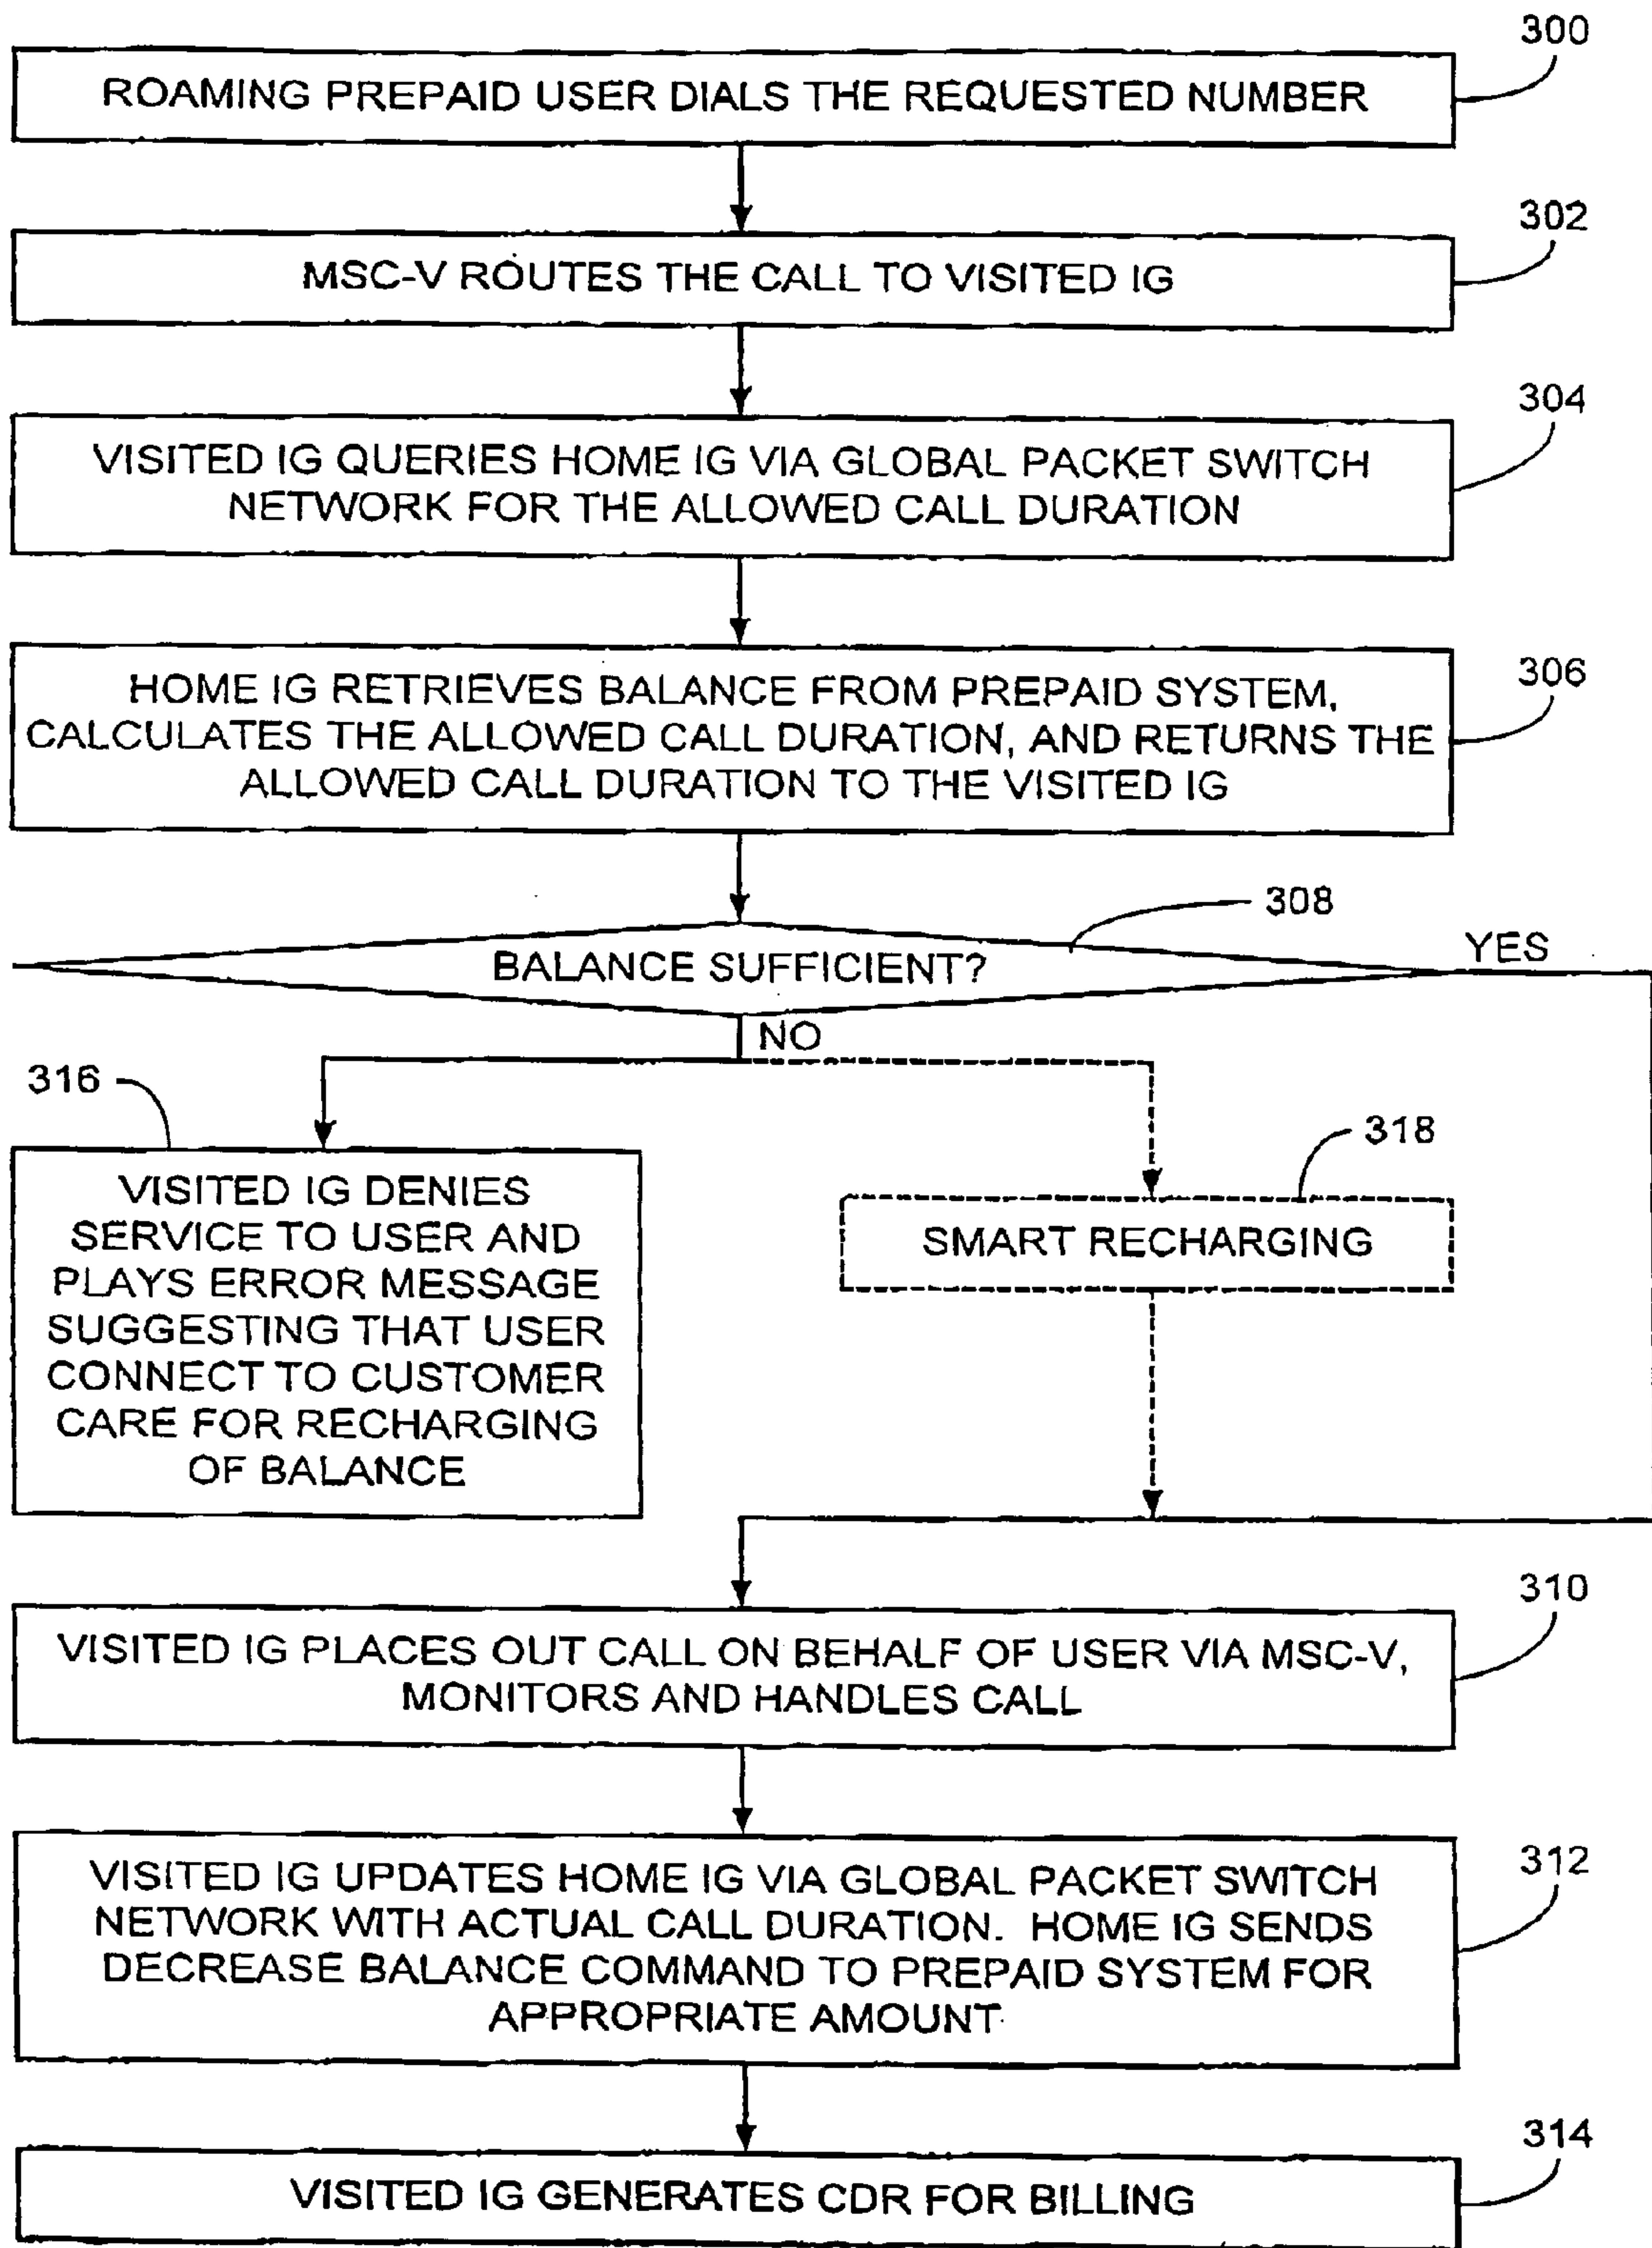 300
ROAMING PREPAID USER DIALS THE REQUESTED NUMBER
302
MSC-V ROUTES THE CALL TO VISITED IG
304
VISITED IG QUERIES HOME IG VIA GLOBAL PACKET SWITCH
NETWORK FOR THE ALLOWED CALL DURATION
306
HOME IG RETRIEVES BALANCE FROM PREPAID SYSTEM,
CALCULATES THE ALLOWED CALL DURATION, AND RETURNS THE
ALLOWED CALL DURATION TO THE VISITED IG
308
BALANCE SUFFICIENT?
YES
NO
316
VISITED IG DENIES
SERVICE TO USER AND
PLAYS ERROR MESSAGE
SUGGESTING THAT USER
CONNECT TO CUSTOMER
CARE FOR RECHARGING
OF BALANCE
318
SMART RECHARGING
310
VISITED IG PLACES OUT CALL ON BEHALF OF USER VIA MSC-V,
MONITORS AND HANDLES CALL
312
VISITED IG UPDATES HOME IG VIA GLOBAL PACKET SWITCH
NETWORK WITH ACTUAL CALL DURATION. HOME IG SENDS
DECREASE BALANCE COMMAND TO PREPAID SYSTEM FOR
APPROPRIATE AMOUNT
314
VISITED IG GENERATES CDR FOR BILLING